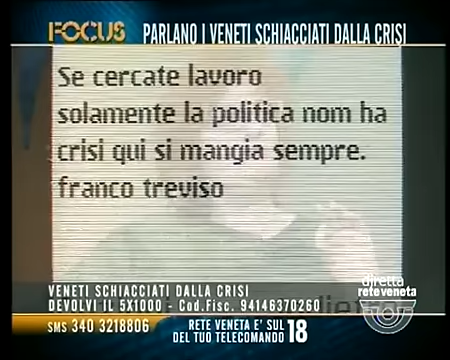 FOCUS PARLANO I VENETI SCHIACCIATI DALLA CRISI
Se cercate lavoro
solamente la politica nom ha
crisi qui si mangia sempre.
franco treviso
diretta
reteveneta
VENETI SCHIACCIATI DALLA CRISI
DEVOLVI IL 5X1000 - Cod.Fisc. 94146370260
SMS 340 3218806
RETE VENETA E' SUL
DEL TUO TELECOMANDO 18